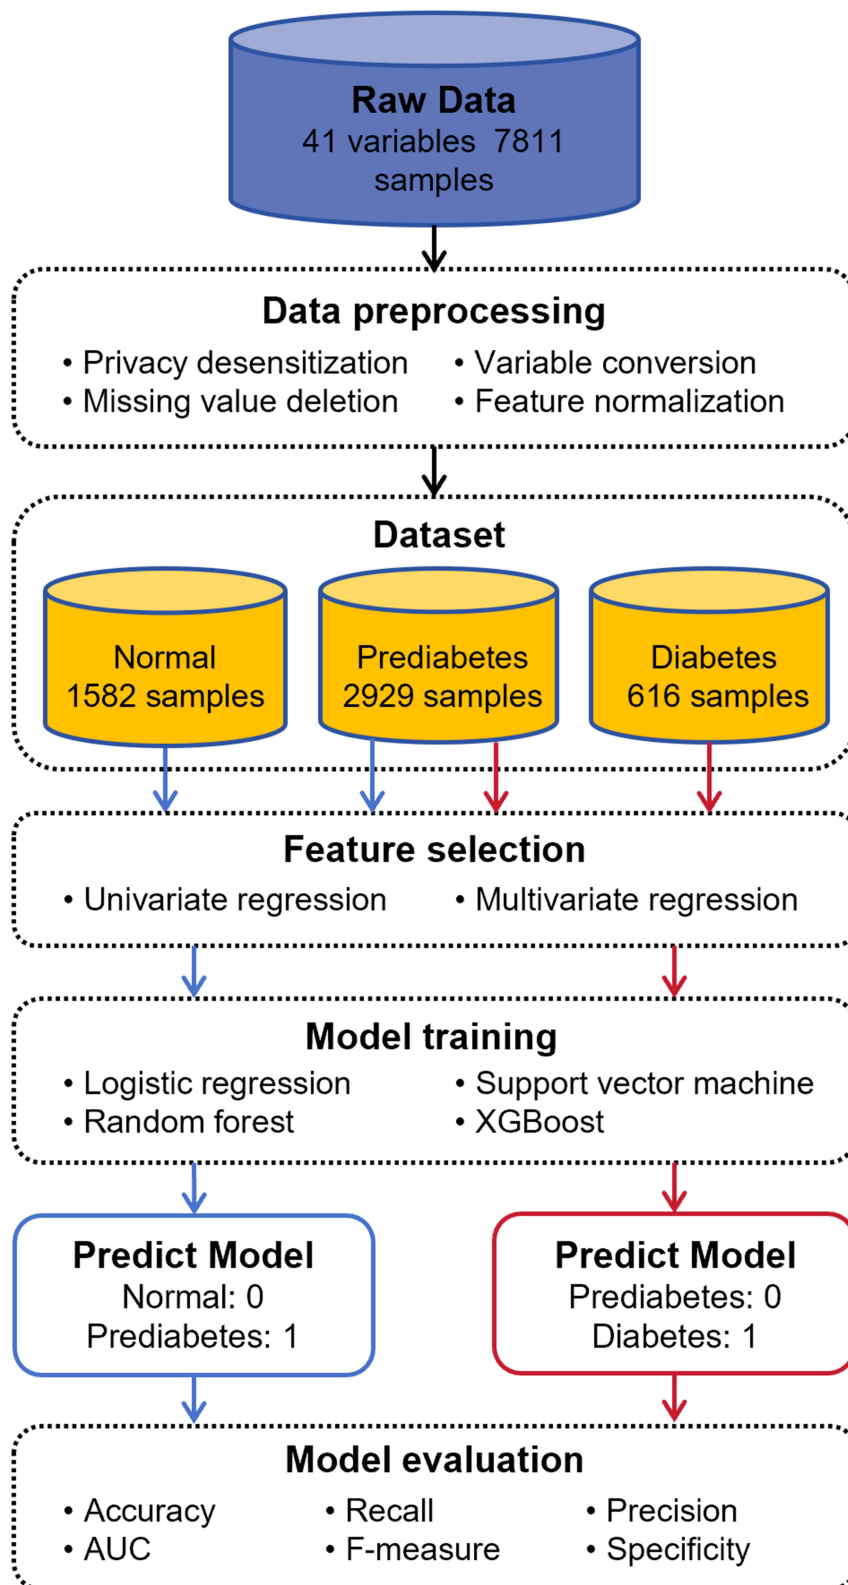 Raw Data
41 variables 7811
samples
Data preprocessing
• Privacy desensitization • Variable conversion
• Missing value deletion • Feature normalization
Dataset
Normal Prediabetes Diabetes
1582 samples 2929 samples 616 samples
Feature selection
• Univariate regression • Multivariate regression
Model training
• Logistic regression • Support vector machine
• Random forest • XGBoost
Predict Model Predict Model
Normal: 0 Prediabetes: 0
Prediabetes: 1 Diabetes: 1
Model evaluation
• Accuracy • Recall • Precision
• AUC • F-measure • Specificity